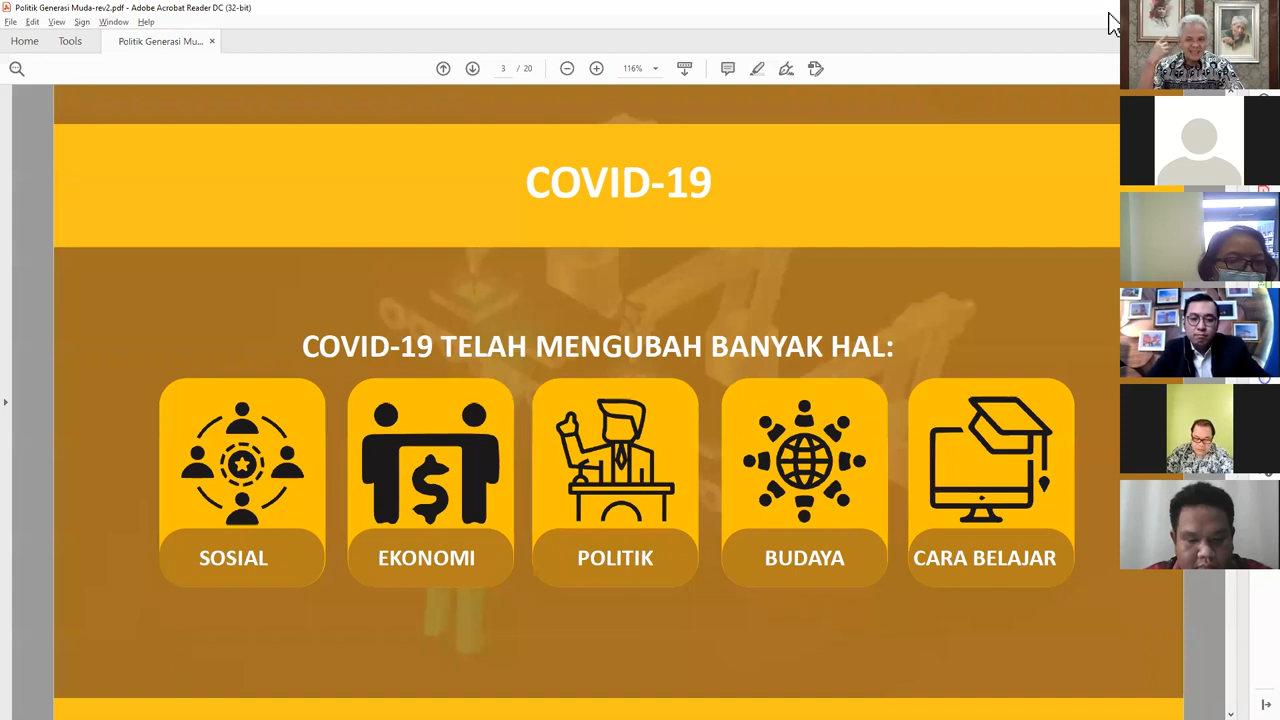 Politik Generasi Muda-rev2.pdf - Adobe Acrobat Reader DC (32-bit)
File Edit View Sign Window Help
Home Tools Politik Generasi Mu... ×
3 / 20 116%
COVID-19
COVID-19 TELAH MENGUBAH BANYAK HAL:
SOSIAL EKONOMI POLITIK BUDAYA CARA BELAJAR